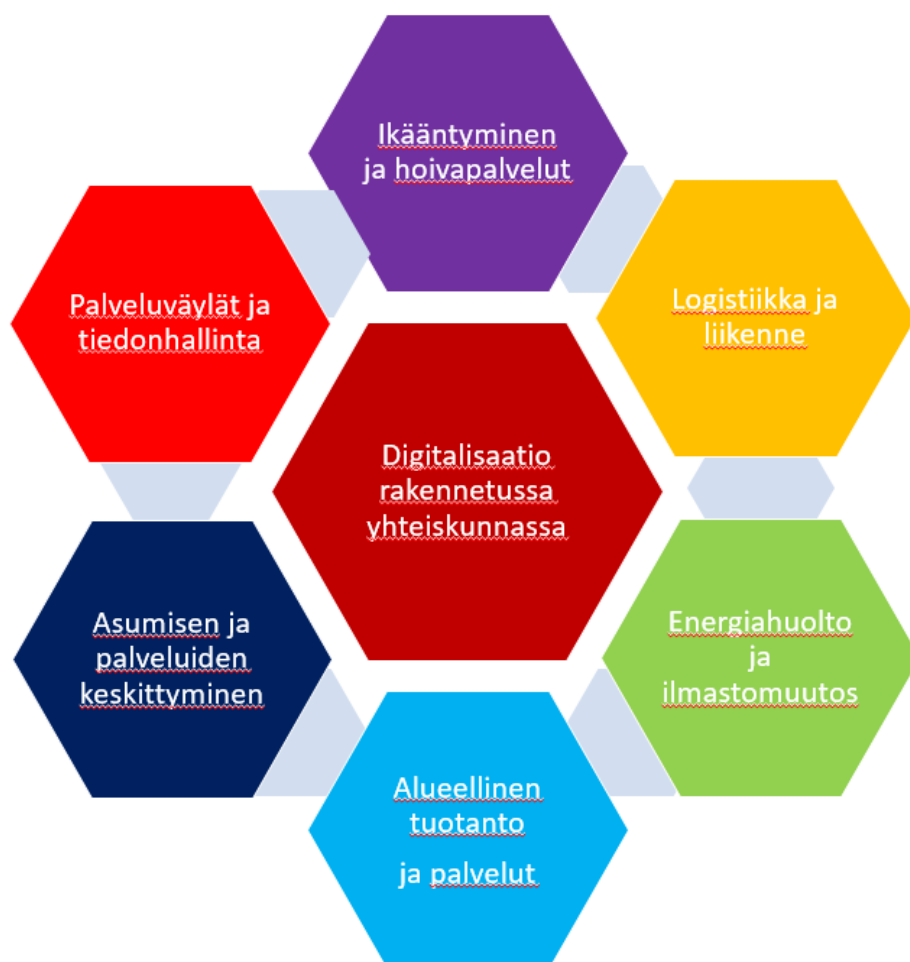 Ikääntyminen
ja hoivapalvelut
Palveluväylät ja
tiedonhallinta
Logistiikka ja
liikenne
Digitalisaatio
rakennetussa
yhteiskunnassa
Asumisen ja
palveluiden
keskittyminen
Energiahuolto
ja
ilmastomuutos
Alueellinen
tuotanto
ja palvelut